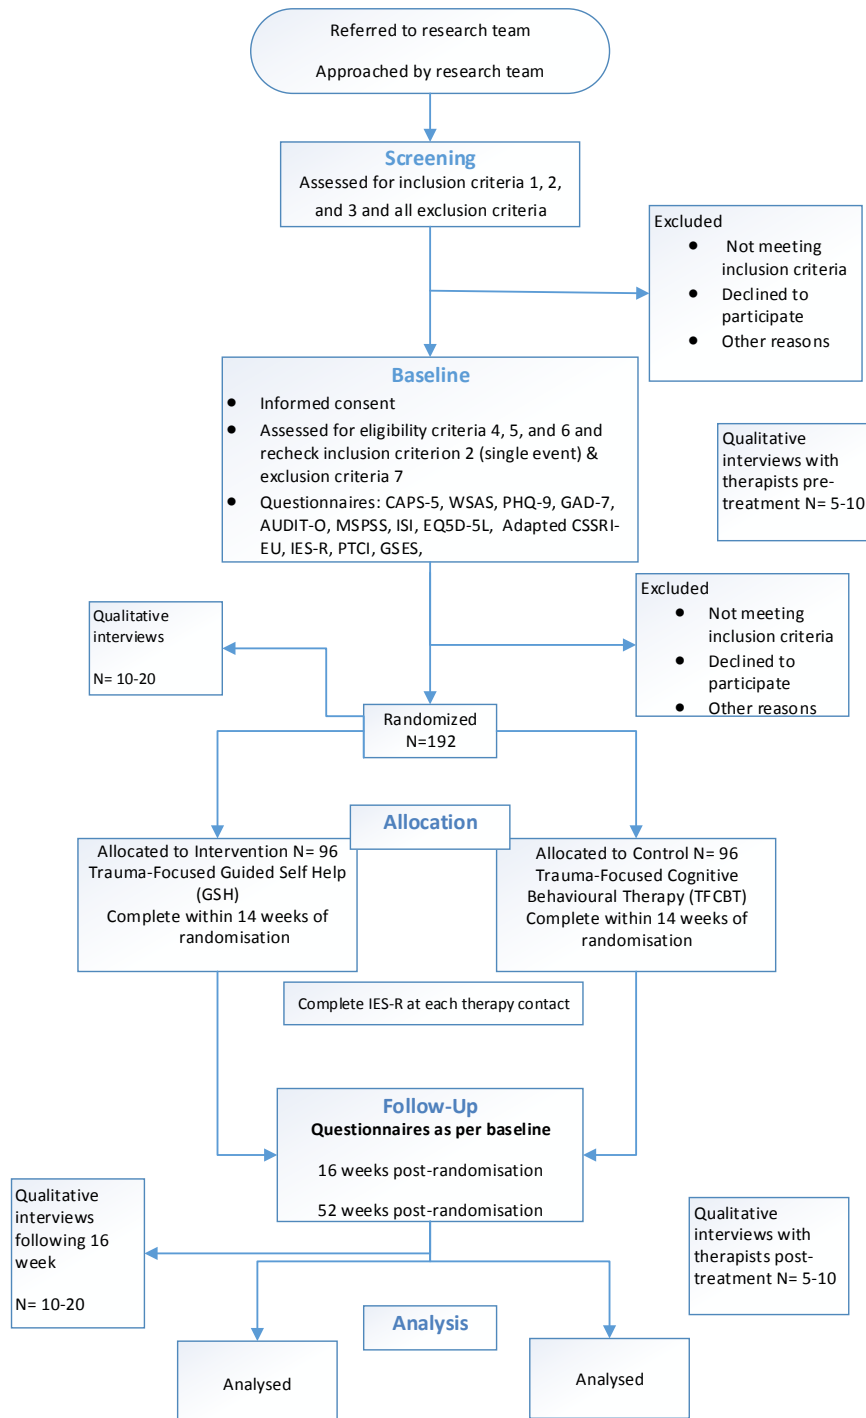 Referred to research team
Approached by research team
Screening
Assessed for inclusion criteria 1, 2,
and 3 and all exclusion criteria
Excluded
● Not meeting
inclusion criteria
● Declined to
participate
● Other reasons
Baseline
● Informed consent
● Assessed for eligibility criteria 4, 5, and 6 and
recheck inclusion criterion 2 (single event) &
exclusion criteria 7
● Questionnaires: CAPS-5, WSAS, PHQ-9, GAD-7,
AUDIT-O, MSPSS, ISI, EQ5D-5L, Adapted CSSRI-
EU, IES-R, PTCI, GSES,
Qualitative
interviews with
therapists pre-
treatment N= 5-10
Excluded
● Not meeting
inclusion criteria
● Declined to
participate
● Other reasons
Qualitative
interviews
N= 10-20
Randomized
N=192
Allocation
Allocated to Intervention N= 96
Trauma-Focused Guided Self Help
(GSH)
Complete within 14 weeks of
randomisation
Allocated to Control N= 96
Trauma-Focused Cognitive
Behavioural Therapy (TFCBT)
Complete within 14 weeks of
randomisation
Complete IES-R at each therapy contact
Follow-Up
Questionnaires as per baseline
16 weeks post-randomisation
52 weeks post-randomisation
Qualitative
interviews
following 16
week
N= 10-20
Qualitative
interviews with
therapists post-
treatment N= 5-10
Analysis
Analysed
Analysed